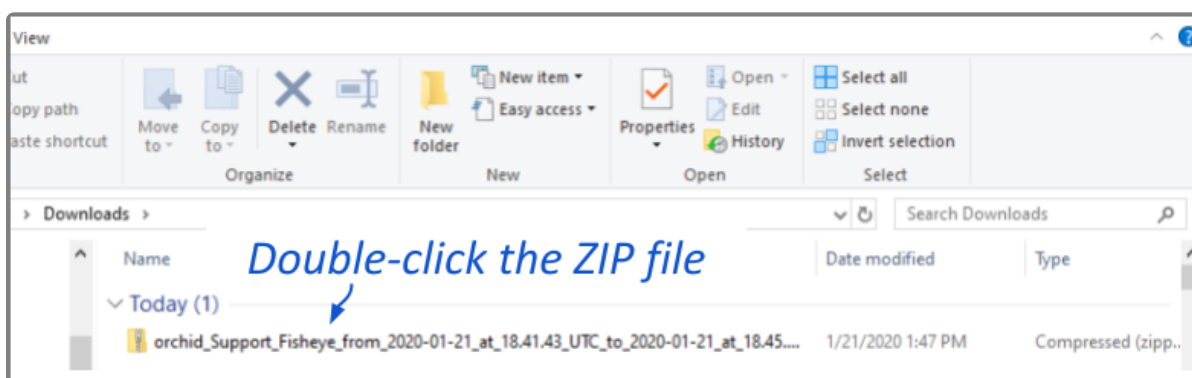 View
ut
opy path
aste shortcut
Move to
Copy to
Delete
Rename
Organize
New folder
New item
Easy access
New
Properties
Open
Edit
History
Open
Select all
Select none
Invert selection
Select
Downloads
Search Downloads
Name
Double-click the ZIP file
Date modified
Type
Today (1)
orchid_Support_Fisheye_from_2020-01-21_at_18.41.43_UTC_to_2020-01-21_at_18.45....
1/21/2020 1:47 PM
Compressed (zipp...